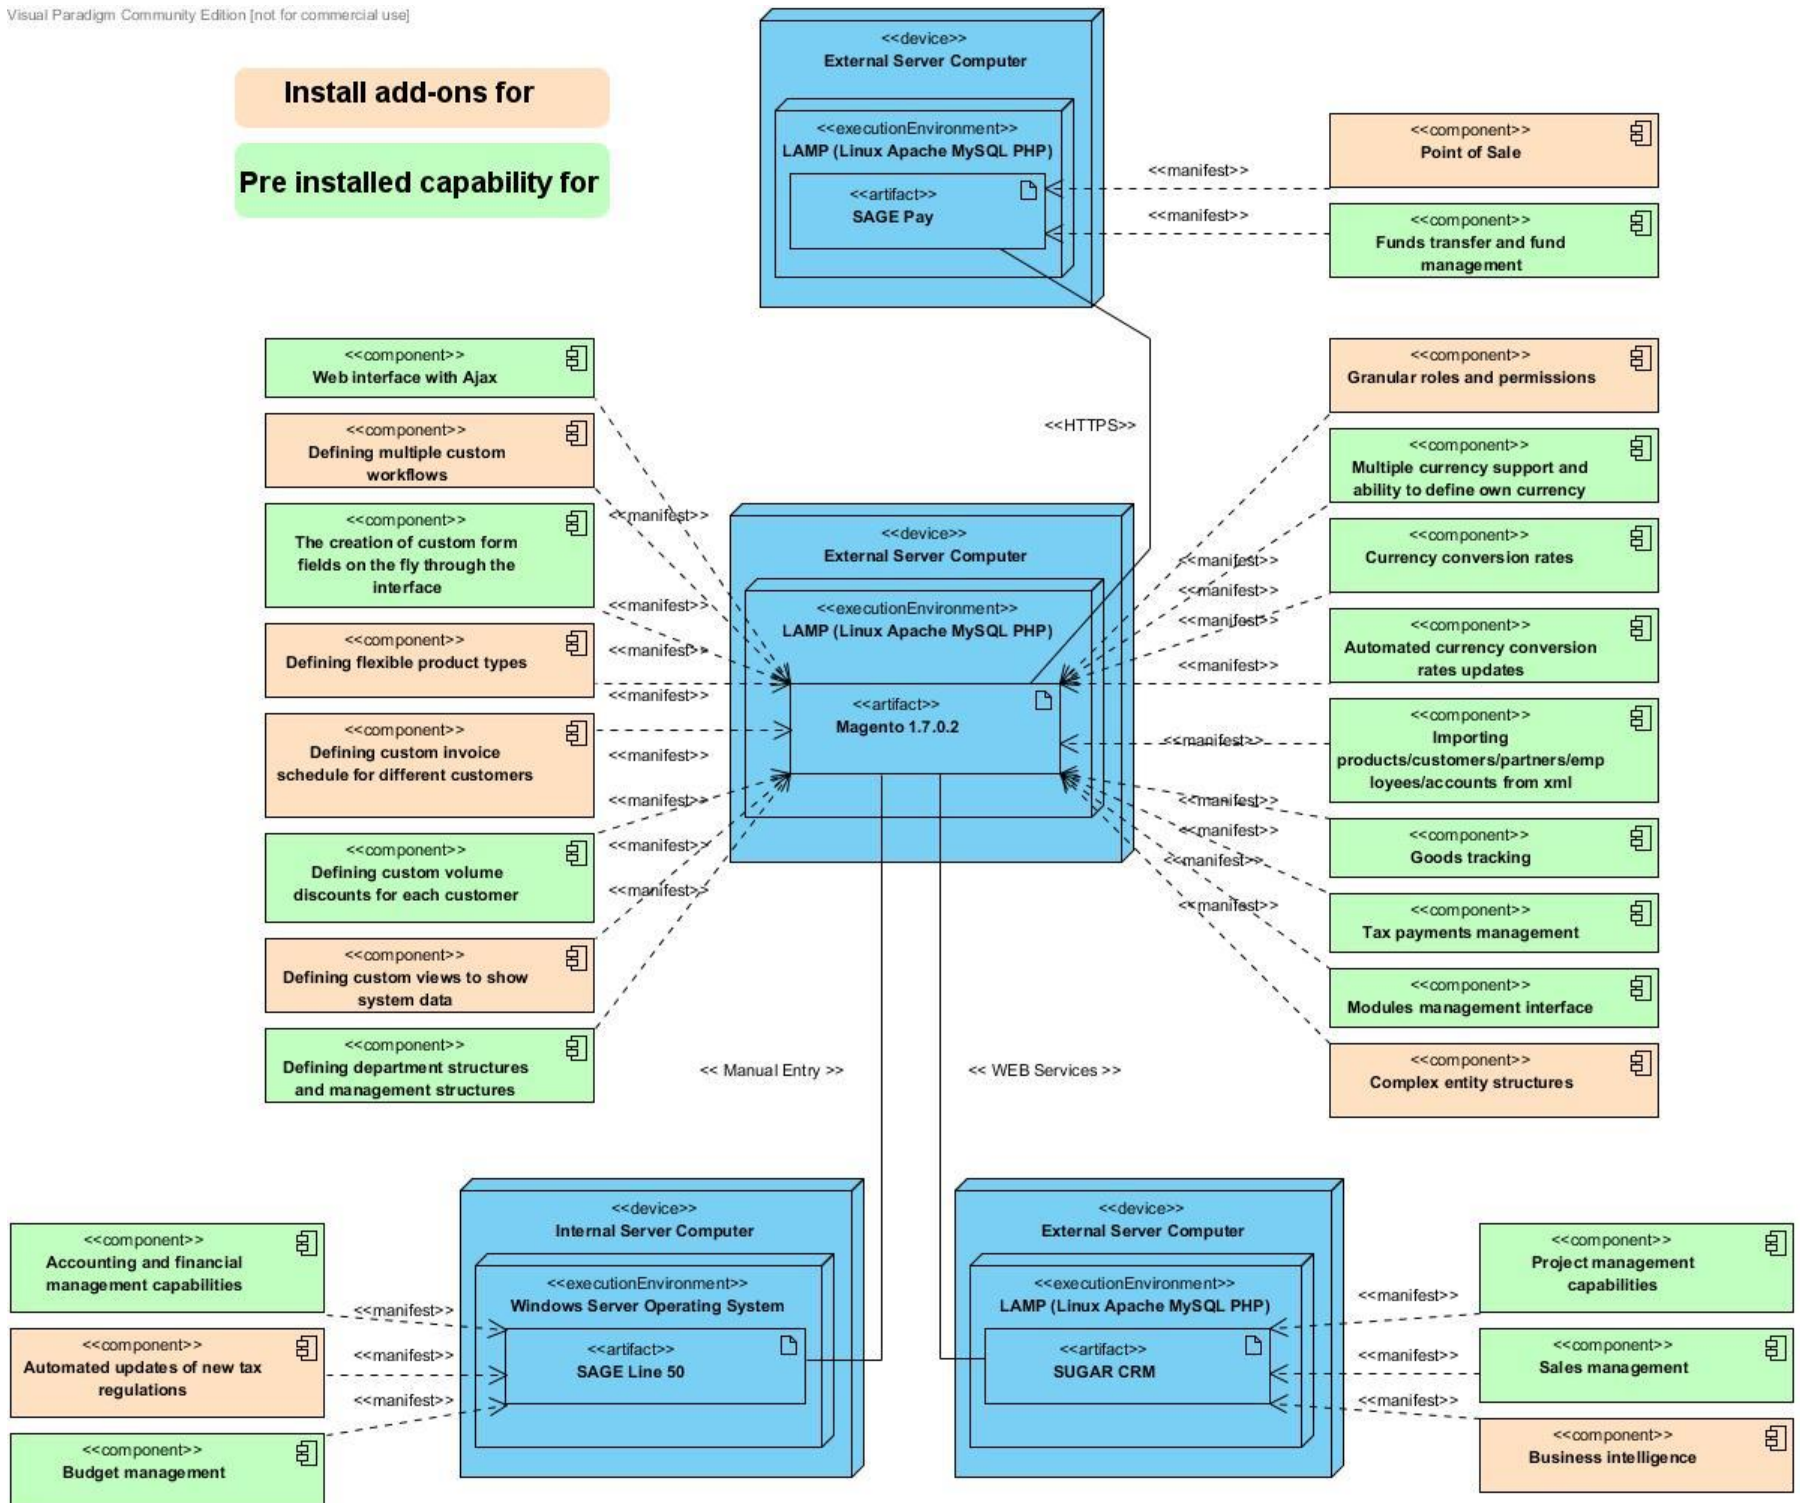 Visual Paradigm Community Edition [not for commercial use]
Install add-ons for
Pre installed capability for
<<device>>
External Server Computer
<<executionEnvironment>>
LAMP (Linux Apache MySQL PHP)
<<artifact>>
SAGE Pay
<<manifest>>
<<manifest>>
<<component>>
Point of Sale
<<component>>
Funds transfer and fund
management
<<HTTPS>>
<<component>>
Web interface with Ajax
<<component>>
Defining multiple custom
workflows
<<component>>
The creation of custom form
fields on the fly through the
interface
<<component>>
Defining flexible product types
<<component>>
Defining custom invoice
schedule for different customers
<<component>>
Defining custom volume
discounts for each customer
<<component>>
Defining custom views to show
system data
<<component>>
Defining department structures
and management structures
<<manifest>>
<<manifest>>
<<manifest>>
<<manifest>>
<<manifest>>
<<manifest>>
<<manifest>>
<<manifest>>
<<device>>
External Server Computer
<<executionEnvironment>>
LAMP (Linux Apache MySQL PHP)
<<artifact>>
Magento 1.7.0.2
<<manifest>>
<<manifest>>
<<manifest>>
<<manifest>>
<<manifest>>
<<manifest>>
<<manifest>>
<<manifest>>
<<manifest>>
<<component>>
Granular roles and permissions
<<component>>
Multiple currency support and
ability to define own currency
<<component>>
Currency conversion rates
<<component>>
Automated currency conversion
rates updates
<<component>>
Importing
products/customers/partners/emp
loyees/accounts from xml
<<component>>
Goods tracking
<<component>>
Tax payments management
<<component>>
Modules management interface
<<component>>
Complex entity structures
<< Manual Entry >>
<< WEB Services >>
<<component>>
Accounting and financial
management capabilities
<<component>>
Automated updates of new tax
regulations
<<component>>
Budget management
<<manifest>>
<<manifest>>
<<manifest>>
<<device>>
Internal Server Computer
<<executionEnvironment>>
Windows Server Operating System
<<artifact>>
SAGE Line 50
<<device>>
External Server Computer
<<executionEnvironment>>
LAMP (Linux Apache MySQL PHP)
<<artifact>>
SUGAR CRM
<<manifest>>
<<manifest>>
<<manifest>>
<<component>>
Project management
capabilities
<<component>>
Sales management
<<component>>
Business intelligence